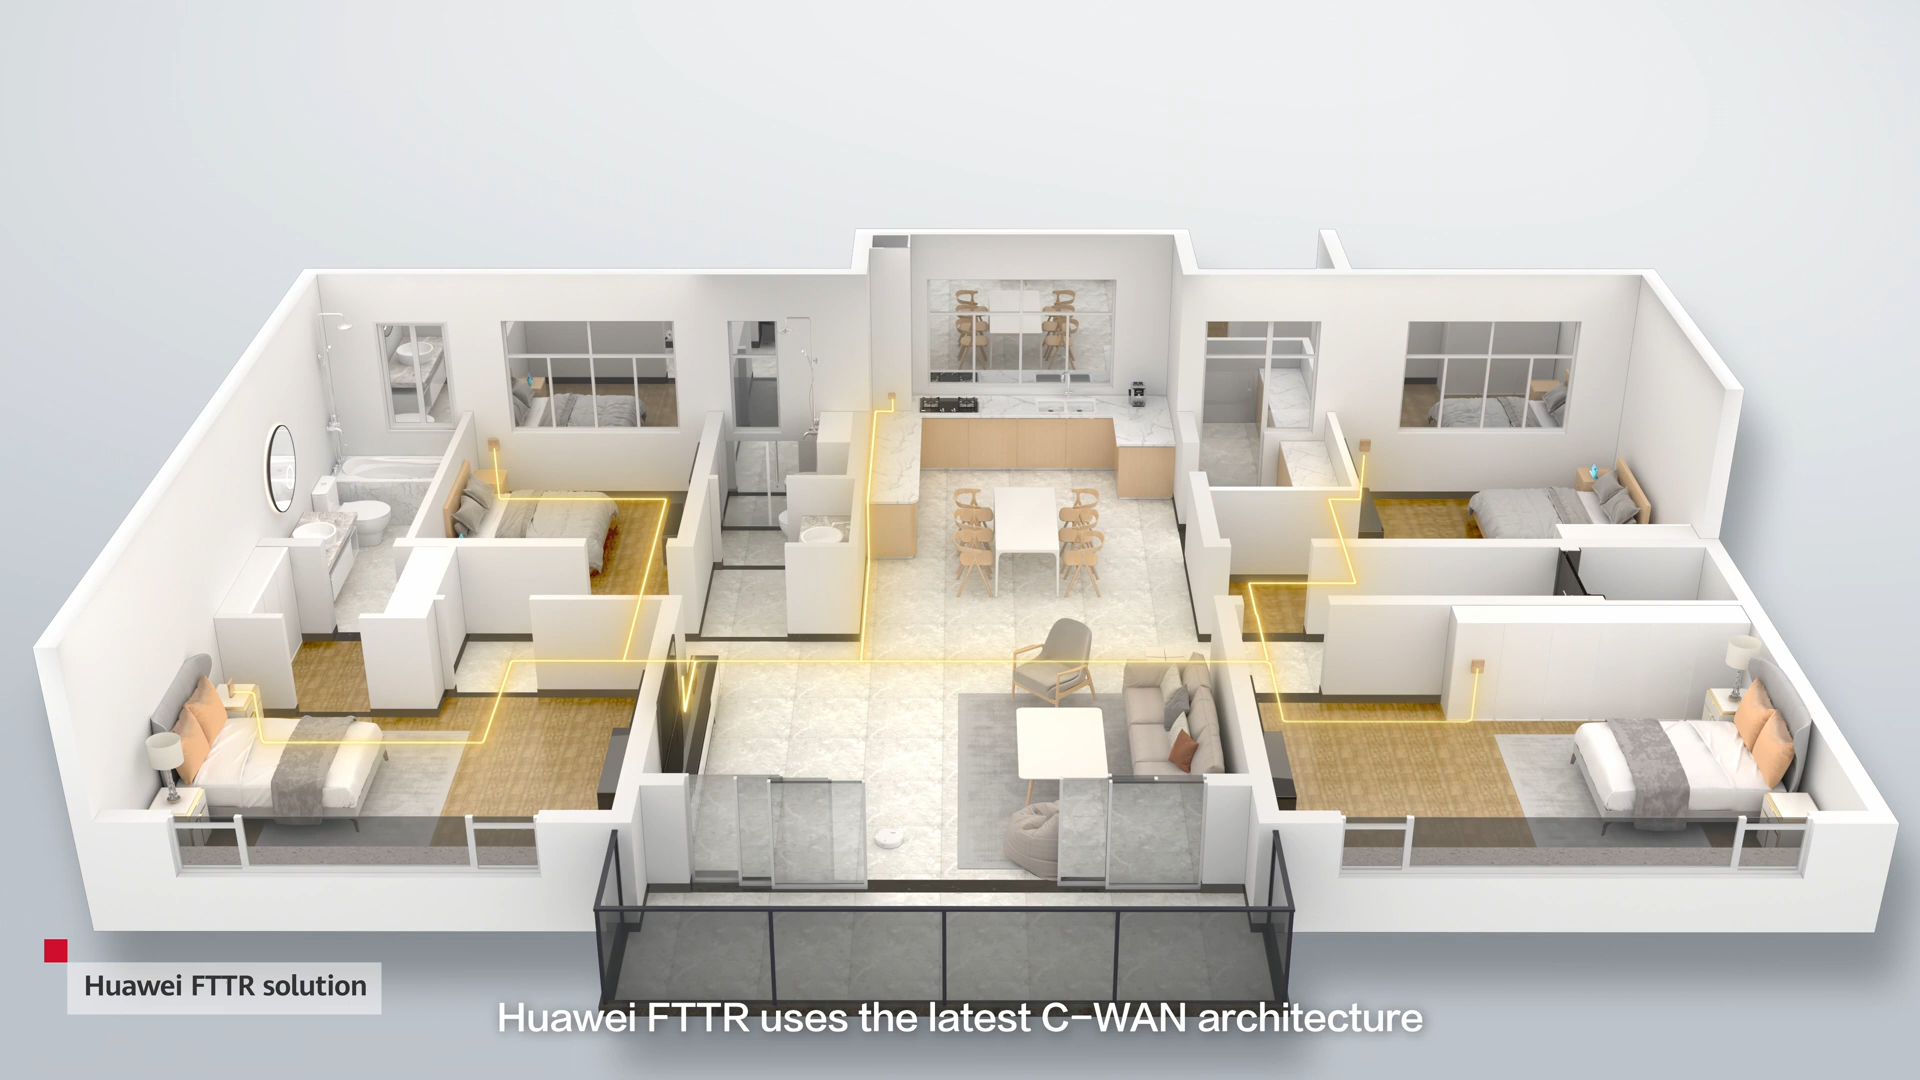 Huawei FTTR solution
Huawei FTTR uses the latest C-WAN architecture